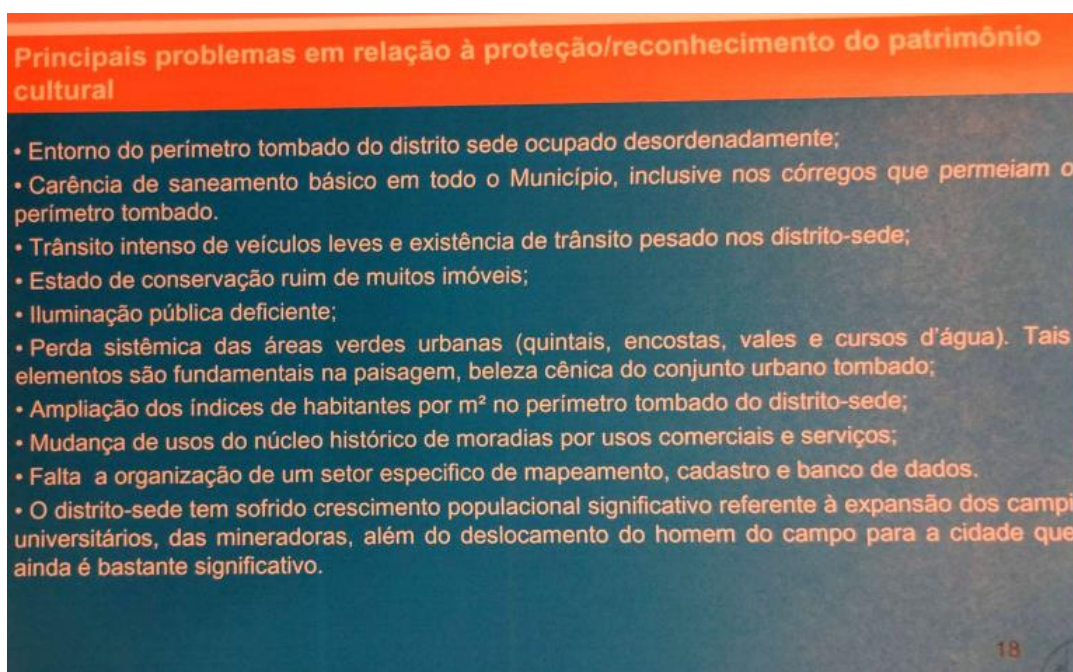 Principais problemas em relação à proteção/reconhecimento do patrimônio
cultural
• Entorno do perímetro tombado do distrito sede ocupado desordenadamente;
• Carência de saneamento básico em todo o Município, inclusive nos córregos que permeiam o
perímetro tombado.
• Trânsito intenso de veículos leves e existência de trânsito pesado nos distrito-sede;
• Estado de conservação ruim de muitos imóveis;
• Iluminação pública deficiente;
• Perda sistêmica das áreas verdes urbanas (quintais, encostas, vales e cursos d'água). Tais
elementos são fundamentais na paisagem, beleza cênica do conjunto urbano tombado;
• Ampliação dos índices de habitantes por m² no perímetro tombado do distrito-sede;
• Mudança de usos do núcleo histórico de moradias por usos comerciais e serviços;
• Falta a organização de um setor especifico de mapeamento, cadastro e banco de dados.
• O distrito-sede tem sofrido crescimento populacional significativo referente à expansão dos campi
universitários, das mineradoras, além do deslocamento do homem do campo para a cidade que
ainda é bastante significativo.
18